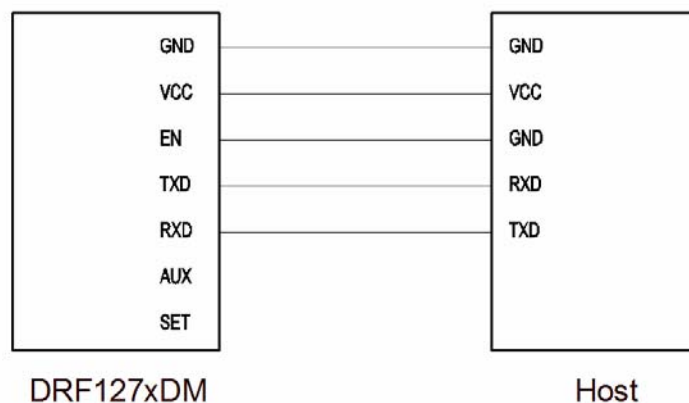 GND GND
VCC VCC
EN GND
TXD RXD
RXD TXD
AUX
SET
DRF127xDM Host